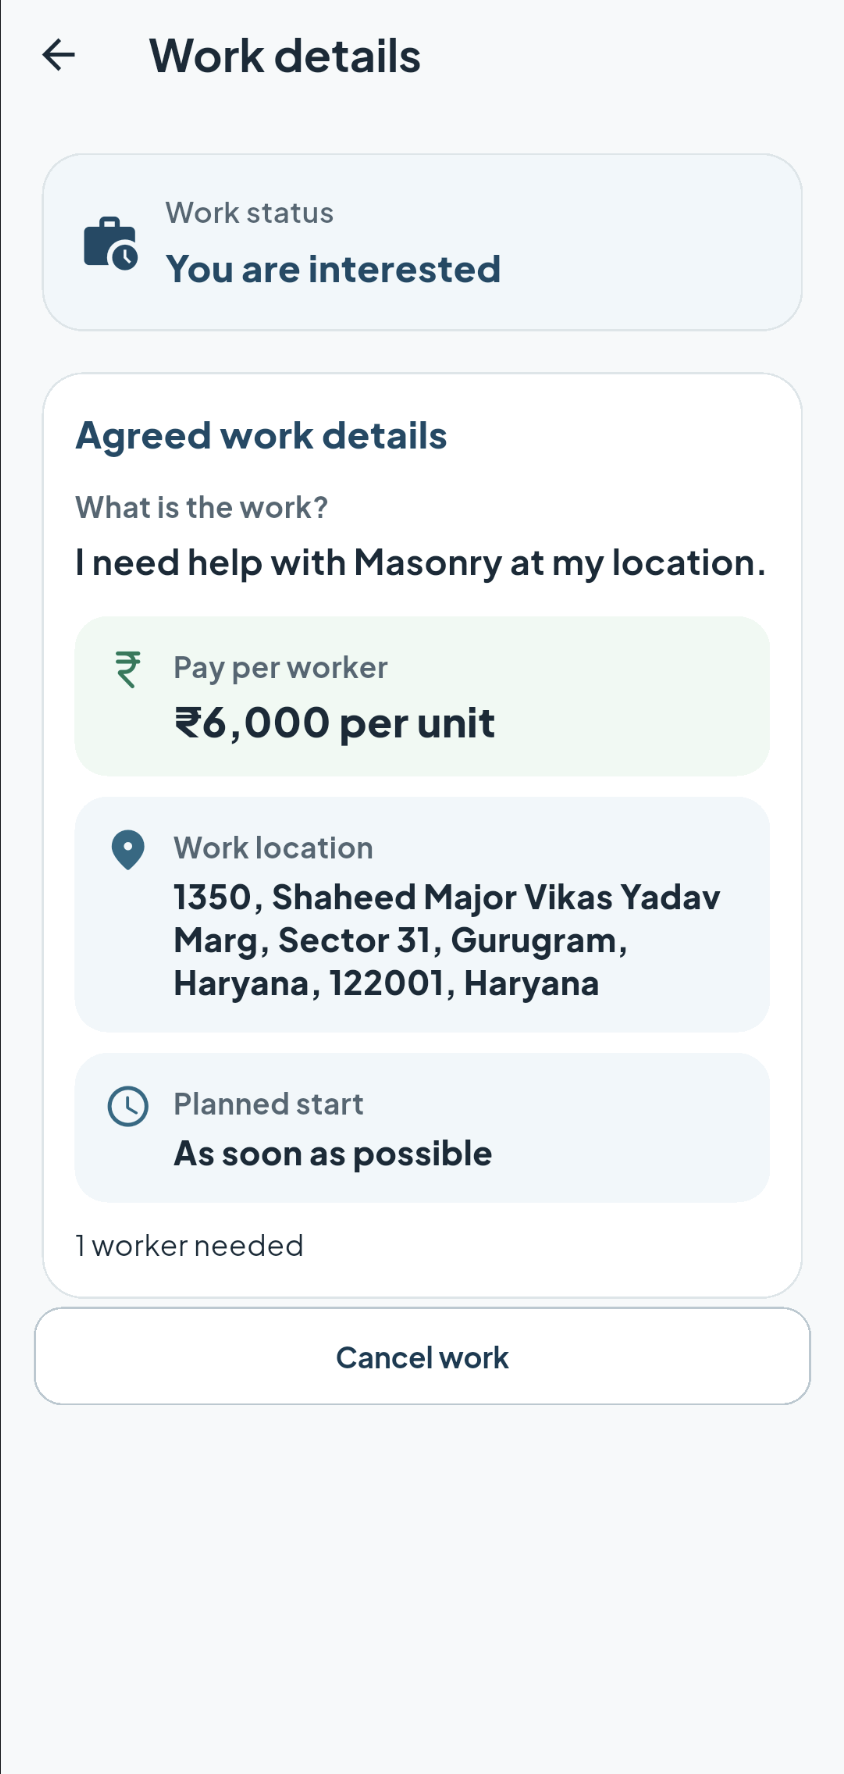 Work details
Work status
You are interested
Agreed work details
What is the work?
I need help with Masonry at my location.
Pay per worker
₹6,000 per unit
Work location
1350, Shaheed Major Vikas Yadav
Marg, Sector 31, Gurugram,
Haryana, 122001, Haryana
Planned start
As soon as possible
1 worker needed
Cancel work